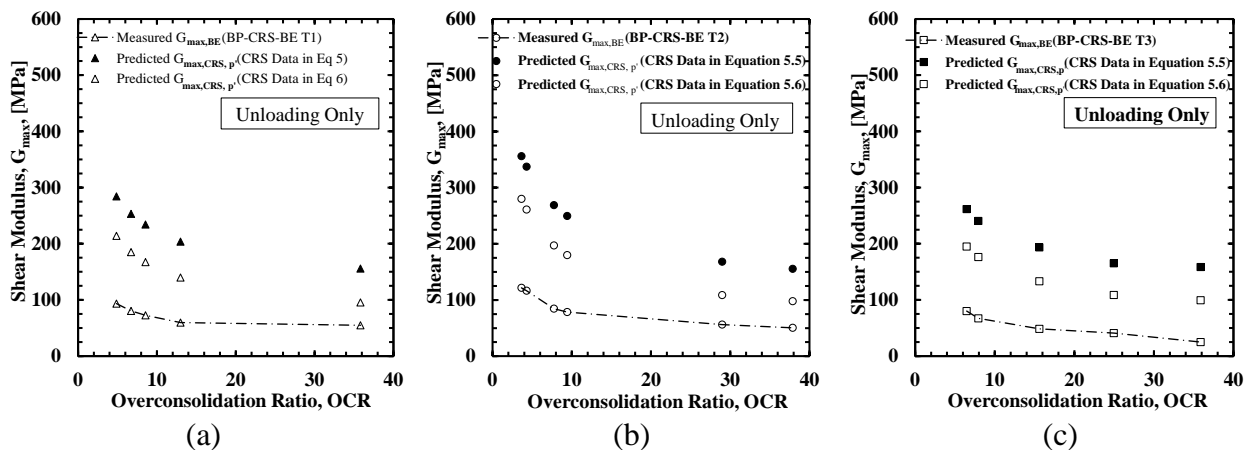 600
500
400
300
200
100
0
Shear Modulus, Gmax, [MPa]
Measured Gmax,BE(BP-CRS-BE T1)
Predicted Gmax,CRS, p'(CRS Data in Eq 5)
Predicted Gmax,CRS, p'(CRS Data in Eq 6)
Unloading Only
0 10 20 30 40
Overconsolidation Ratio, OCR
(a)
600
500
400
300
200
100
0
Shear Modulus, Gmax, [MPa]
Measured Gmax,BE(BP-CRS-BE T2)
Predicted Gmax,CRS, p'(CRS Data in Equation 5.5)
Predicted Gmax,CRS, p'(CRS Data in Equation 5.6)
Unloading Only
0 10 20 30 40
Overconsolidation Ratio, OCR
(b)
600
500
400
300
200
100
0
Shear Modulus, Gmax, [MPa]
Measured Gmax,BE(BP-CRS-BE T3)
Predicted Gmax,CRS,p'(CRS Data in Equation 5.5)
Predicted Gmax,CRS,p'(CRS Data in Equation 5.6)
Unloading Only
0 10 20 30 40
Overconsolidation Ratio, OCR
(c)